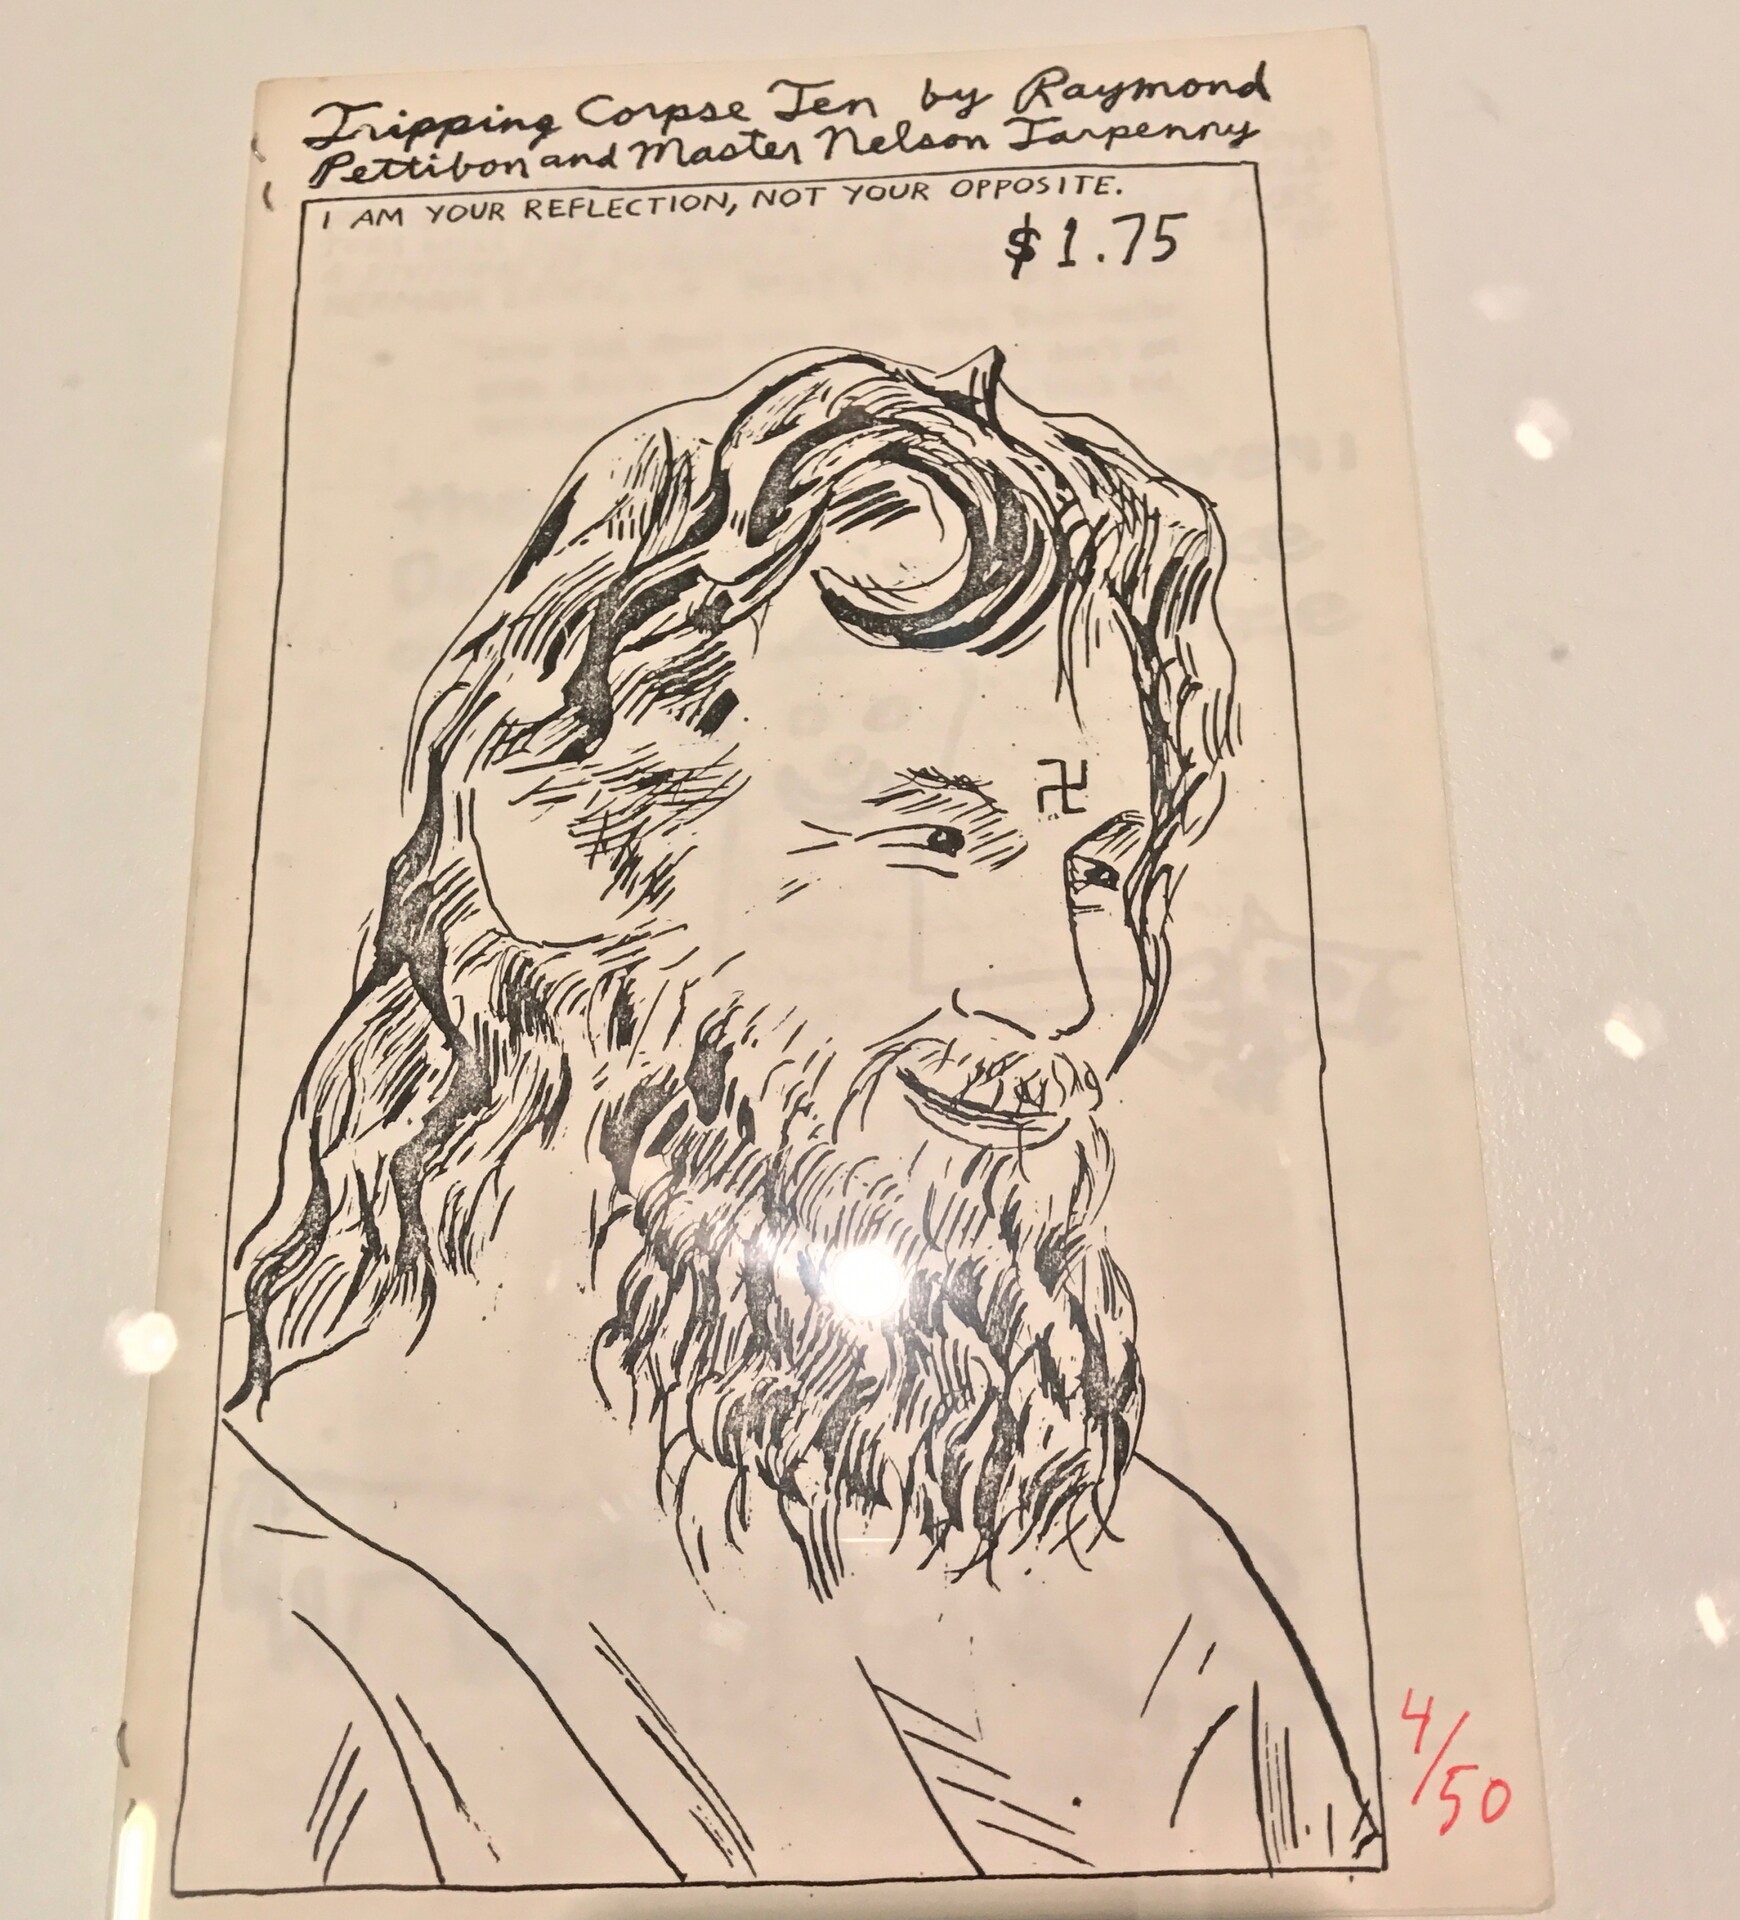 Tripping Corpse Ten by Raymond
Pettibon and Master Nelson Tarpenny
I AM YOUR REFLECTION, NOT YOUR OPPOSITE.
$1.75
4/50